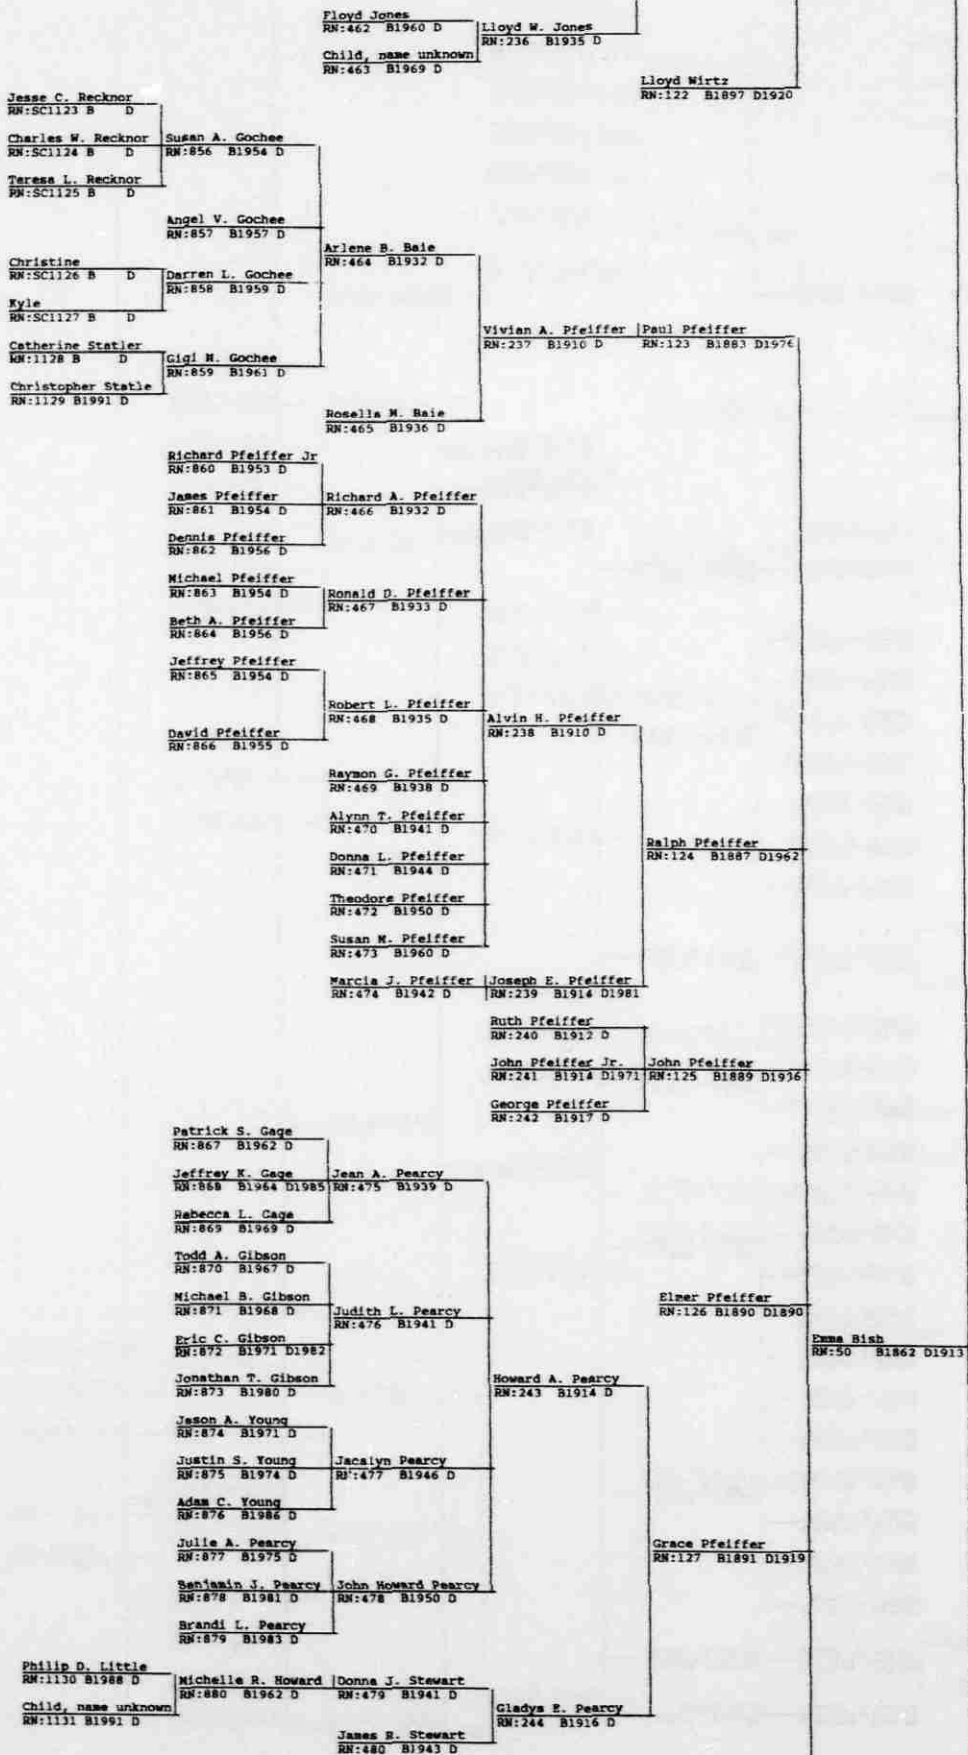 Floyd Jones
RN:462 B1960 D
Lloyd W. Jones
RN:236 B1935 D
Child, name unknown
RN:463 B1969 D
Lloyd Wirtz
RN:122 B1897 D1920
Jesse C. Recknor
RN:SC1123 B D
Charles W. Recknor
RN:SC1124 B D
Susan A. Gochee
RN:856 B1954 D
Teresa L. Recknor
RN:SC1125 B D
Angel V. Gochee
RN:857 B1957 D
Arlene B. Baie
RN:464 B1932 D
Christine
RN:SC1126 B D
Darren L. Gochee
RN:858 B1959 D
Kyle
RN:SC1127 B D
Vivian A. Pfeiffer
RN:237 B1910 D
Paul Pfeiffer
RN:123 B1883 D1976
Catherine Statler
RN:1128 B D
Gigi M. Gochee
RN:859 B1961 D
Christopher Statle
RN:1129 B1991 D
Rosella M. Baie
RN:465 B1936 D
Richard Pfeiffer Jr
RN:860 B1953 D
James Pfeiffer
RN:861 B1954 D
Richard A. Pfeiffer
RN:466 B1932 D
Dennis Pfeiffer
RN:862 B1956 D
Michael Pfeiffer
RN:863 B1954 D
Ronald D. Pfeiffer
RN:467 B1933 D
Beth A. Pfeiffer
RN:864 B1956 D
Jeffrey Pfeiffer
RN:865 B1954 D
Robert L. Pfeiffer
RN:468 B1935 D
Alvin H. Pfeiffer
RN:238 B1910 D
David Pfeiffer
RN:866 B1955 D
Raymon G. Pfeiffer
RN:469 B1938 D
Alynn T. Pfeiffer
RN:470 B1941 D
Ralph Pfeiffer
RN:124 B1887 D1962
Donna L. Pfeiffer
RN:471 B1944 D
Theodore Pfeiffer
RN:472 B1950 D
Susan M. Pfeiffer
RN:473 B1960 D
Marcia J. Pfeiffer
RN:474 B1942 D
Joseph E. Pfeiffer
RN:239 B1914 D1981
Ruth Pfeiffer
RN:240 B1912 D
John Pfeiffer Jr.
RN:241 B1914 D1971
John Pfeiffer
RN:125 B1889 D1936
George Pfeiffer
RN:242 B1917 D
Patrick S. Gage
RN:867 B1962 D
Jeffrey K. Gage
RN:868 B1964 D1985
Jean A. Pearcy
RN:475 B1939 D
Rebecca L. Gage
RN:869 B1969 D
Todd A. Gibson
RN:870 B1967 D
Michael B. Gibson
RN:871 B1968 D
Judith L. Pearcy
RN:476 B1941 D
Elmer Pfeiffer
RN:126 B1890 D1890
Eric C. Gibson
RN:872 B1971 D1982
Emma Bish
RN:50 B1862 D1913
Jonathan T. Gibson
RN:873 B1980 D
Howard A. Pearcy
RN:243 B1914 D
Jason A. Young
RN:874 B1971 D
Justin S. Young
RN:875 B1974 D
Jacalyn Pearcy
RN:477 B1946 D
Adam C. Young
RN:876 B1986 D
Julie A. Pearcy
RN:877 B1975 D
Grace Pfeiffer
RN:127 B1891 D1919
Benjamin J. Pearcy
RN:878 B1981 D
John Howard Pearcy
RN:478 B1950 D
Brandi L. Pearcy
RN:879 B1983 D
Philip D. Little
RN:1130 B1988 D
Michelle R. Howard
RN:880 B1962 D
Donna J. Stewart
RN:479 B1941 D
Child, name unknown
RN:1131 B1991 D
Gladys E. Pearcy
RN:244 B1916 D
James R. Stewart
RN:480 B1943 D